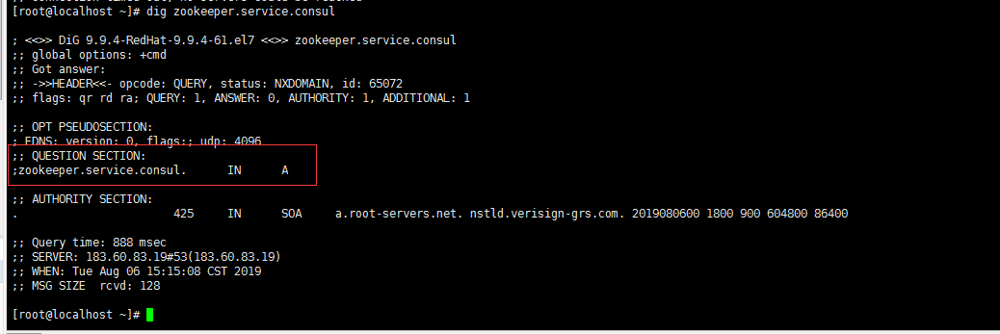 [root@localhost ~]# dig zookeeper.service.consul
; <<>> DiG 9.9.4-RedHat-9.9.4-61.el7 <<>> zookeeper.service.consul
;; global options: +cmd
;; Got answer:
;; ->>HEADER<<- opcode: QUERY, status: NXDOMAIN, id: 65072
;; flags: qr rd ra; QUERY: 1, ANSWER: 0, AUTHORITY: 1, ADDITIONAL: 1
;; OPT PSEUDOSECTION:
; EDNS: version: 0, flags:; udp: 4096
;; QUESTION SECTION:
;zookeeper.service.consul. IN A
;; AUTHORITY SECTION:
. 425 IN SOA a.root-servers.net. nstld.verisign-grs.com. 2019080600 1800 900 604800 86400
;; Query time: 888 msec
;; SERVER: 183.60.83.19#53(183.60.83.19)
;; WHEN: Tue Aug 06 15:15:08 CST 2019
;; MSG SIZE rcvd: 128
[root@localhost ~]#